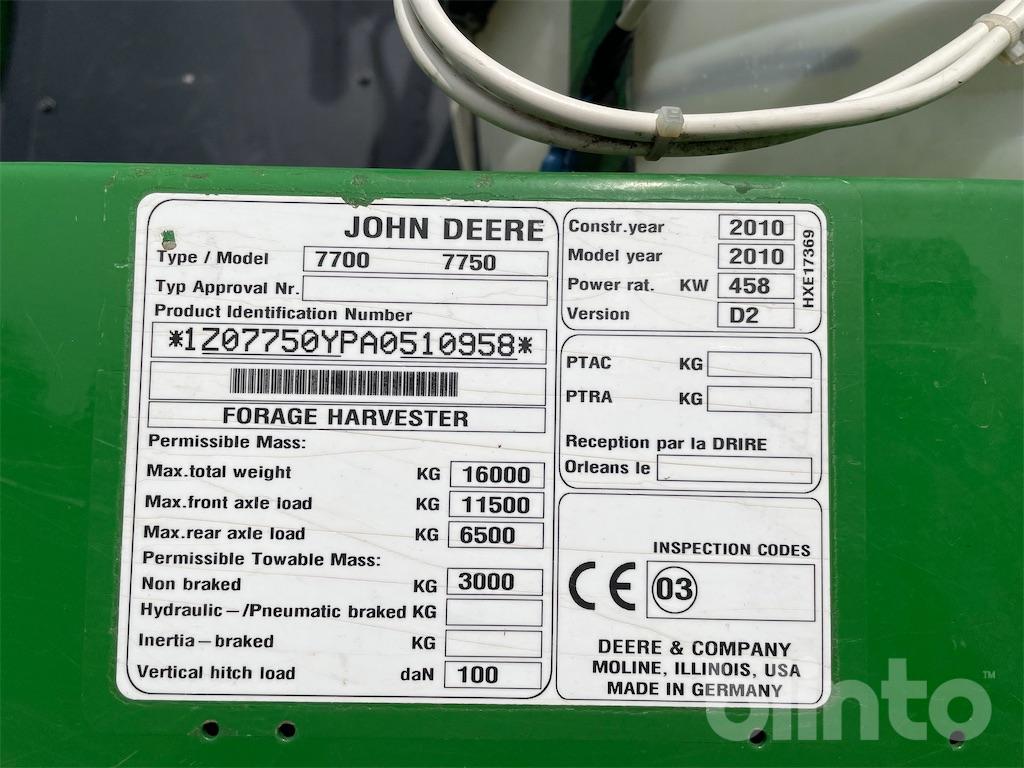 JOHN DEERE
Type / Model 7700 7750
Typ Approval Nr.
Product Identification Number
*1Z07750YPA0510958*
FORAGE HARVESTER
Permissible Mass:
Max.total weight KG 16000
Max.front axle load KG 11500
Max.rear axle load KG 6500
Permissible Towable Mass:
Non braked KG 3000
Hydraulic-/Pneumatic braked KG
Inertia-braked KG
Vertical hitch load daN 100
Constr.year 2010
Model year 2010
Power rat. KW 458
Version D2
HXE17369
PTAC KG
PTRA KG
Reception par la DRIRE
Orleans le
INSPECTION CODES
CE 03
DEERE & COMPANY
MOLINE, ILLINOIS, USA
MADE IN GERMANY
olinto™